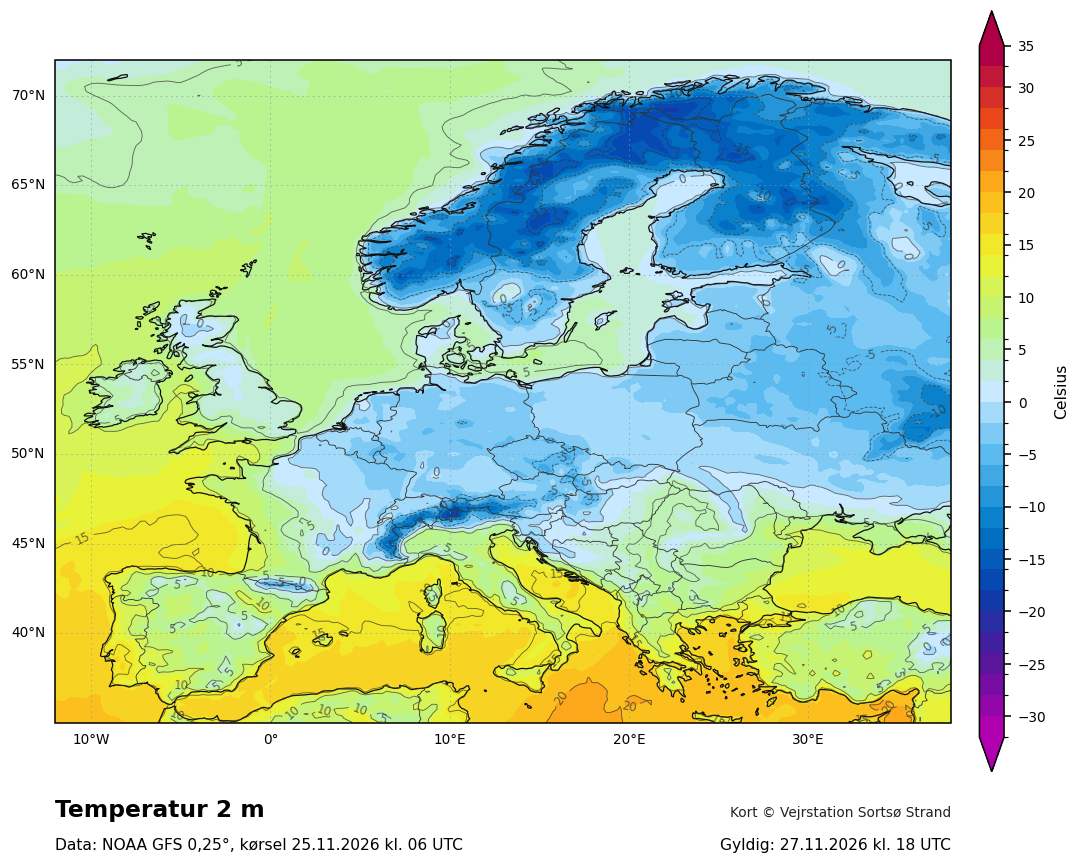 70°N
65°N
60°N
55°N
50°N
45°N
40°N
10°W
0°
10°E
20°E
30°E
35
30
25
20
15
10
5
0
−5
−10
−15
−20
−25
−30
Celsius
Temperatur 2 m
Kort © Vejrstation Sortsø Strand
Data: NOAA GFS 0,25°, kørsel 25.11.2026 kl. 06 UTC
Gyldig: 27.11.2026 kl. 18 UTC